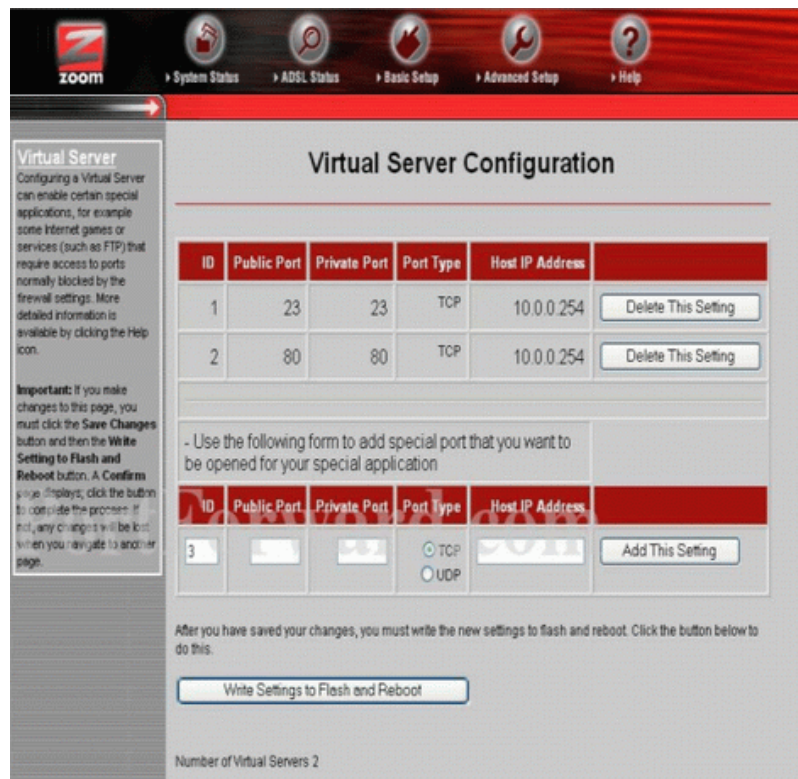 zoom
System Status
ADSL Status
Basic Setup
Advanced Setup
Help
Virtual Server
Configuring a Virtual Server
can enable certain special
applications, for example
some Internet games or
services (such as FTP) that
require access to ports
normally blocked by the
firewall settings. More
detailed information is
available by clicking the Help
icon.
Important: If you make
changes to this page, you
must click the Save Changes
button and then the Write
Setting to Flash and
Reboot button. A Confirm
page displays; click the button
to complete the process. If
not, any changes will be lost
when you navigate to another
page.
Virtual Server Configuration
ID Public Port Private Port Port Type Host IP Address
1 23 23 TCP 10.0.0.254 Delete This Setting
2 80 80 TCP 10.0.0.254 Delete This Setting
- Use the following form to add special port that you want to
be opened for your special application
ID Public Port Private Port Port Type Host IP Address
3 TCP Add This Setting
UDP
After you have saved your changes, you must write the new settings to flash and reboot. Click the button below to
do this.
Write Settings to Flash and Reboot
Number of Virtual Servers 2